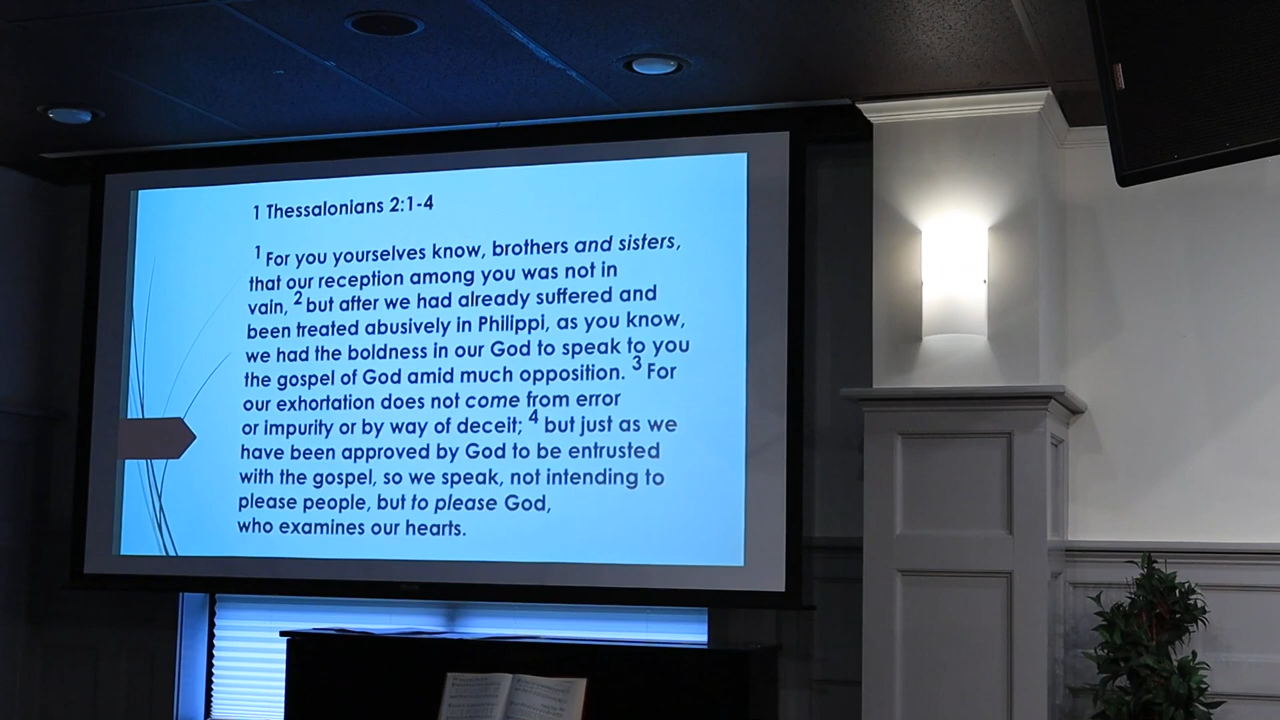 1 Thessalonians 2:1-4
1 For you yourselves know, brothers and sisters,
that our reception among you was not in
vain, 2 but after we had already suffered and
been treated abusively in Philippi, as you know,
we had the boldness in our God to speak to you
the gospel of God amid much opposition. 3 For
our exhortation does not come from error
or impurity or by way of deceit; 4 but just as we
have been approved by God to be entrusted
with the gospel, so we speak, not intending to
please people, but to please God,
who examines our hearts.